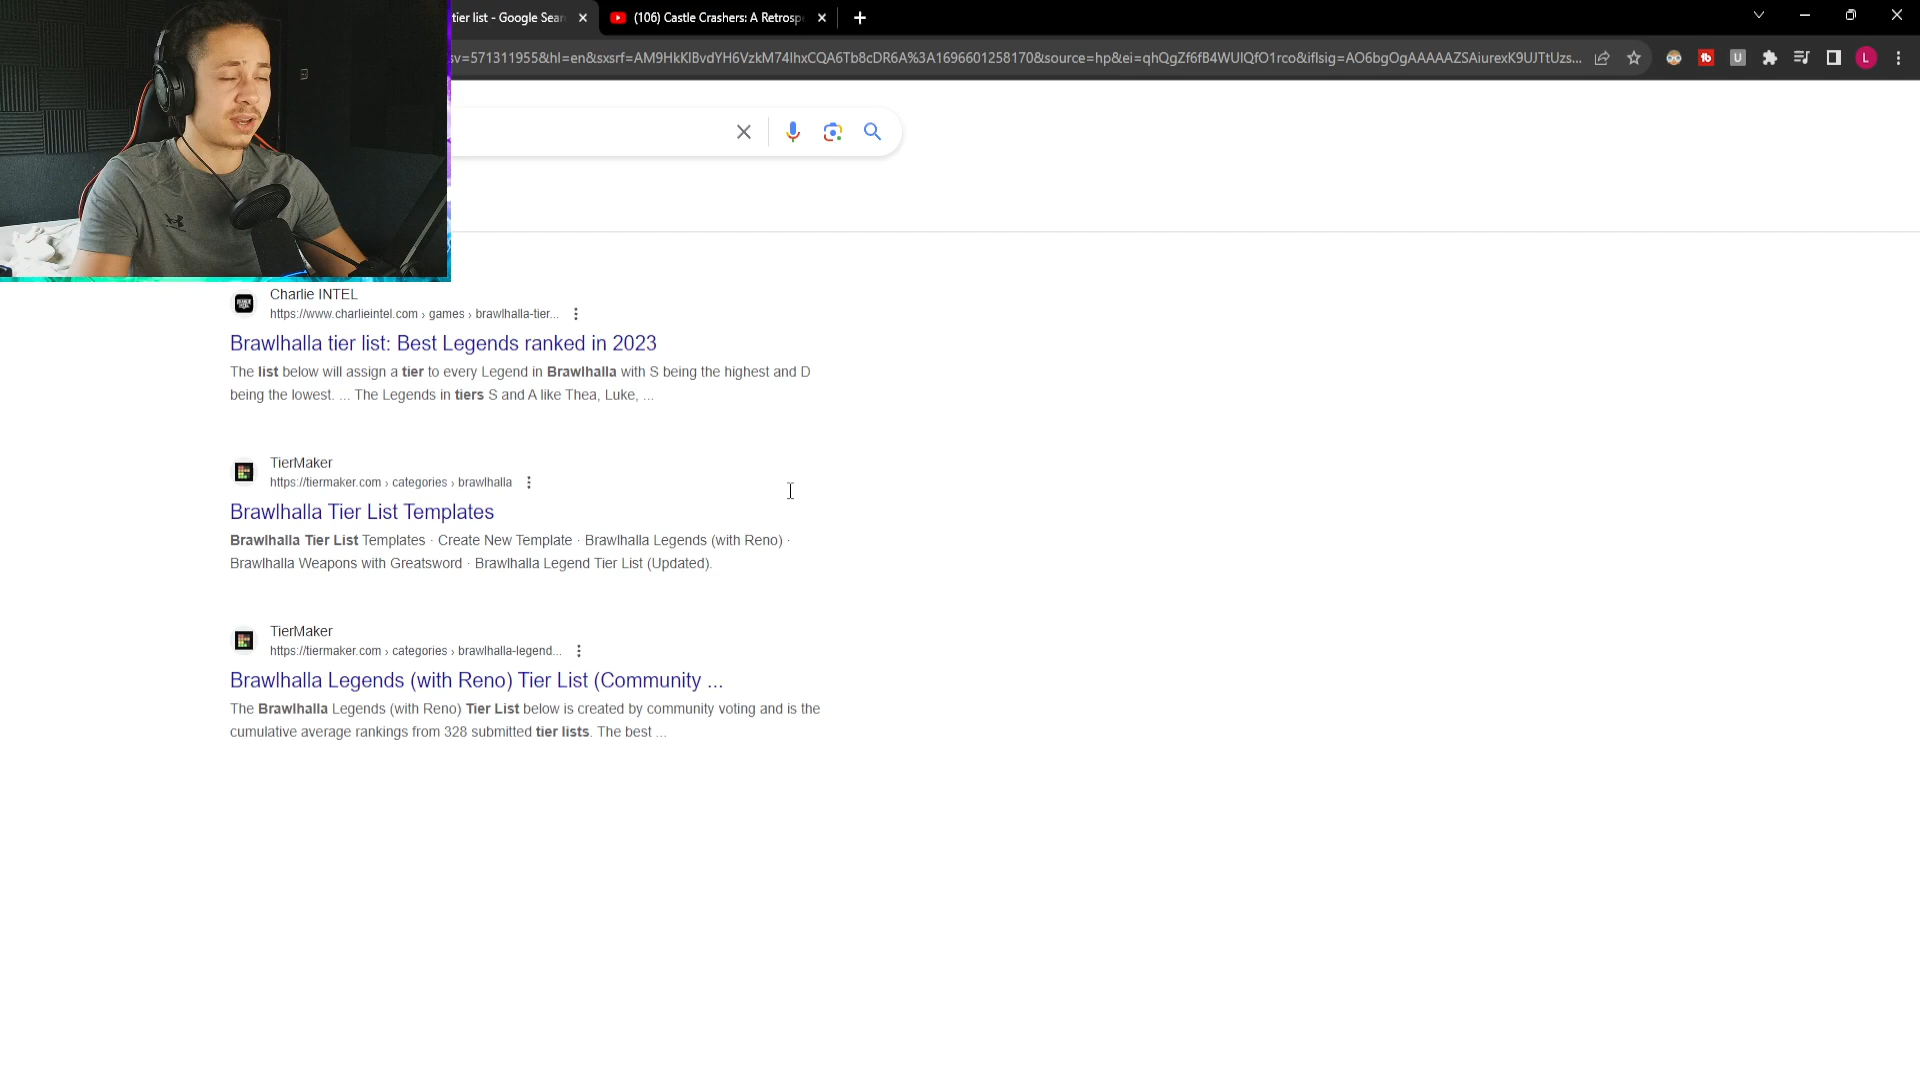 tier list - Google Sear
(106) Castle Crashers: A Retrosp
sv=571311955&hl=en&sxsrf=AM9HkKlBvdYH6VzkM74IhxCQA6Tb8cDR6A%3A1696601258170&source=hp&ei=qhQgZf6fB4WUlQfO1rco&iflsig=AO6bgOgAAAAAZSAiurexK9UJTtUzs...
U
L
Charlie INTEL
https://www.charlieintel.com › games › brawlhalla-tier...
Brawlhalla tier list: Best Legends ranked in 2023
The list below will assign a tier to every Legend in Brawlhalla with S being the highest and D
being the lowest. ... The Legends in tiers S and A like Thea, Luke, ...
TierMaker
https://tiermaker.com › categories › brawlhalla
Brawlhalla Tier List Templates
Brawlhalla Tier List Templates · Create New Template · Brawlhalla Legends (with Reno) ·
Brawlhalla Weapons with Greatsword · Brawlhalla Legend Tier List (Updated).
TierMaker
https://tiermaker.com › categories › brawlhalla-legend...
Brawlhalla Legends (with Reno) Tier List (Community ...
The Brawlhalla Legends (with Reno) Tier List below is created by community voting and is the
cumulative average rankings from 328 submitted tier lists. The best ...